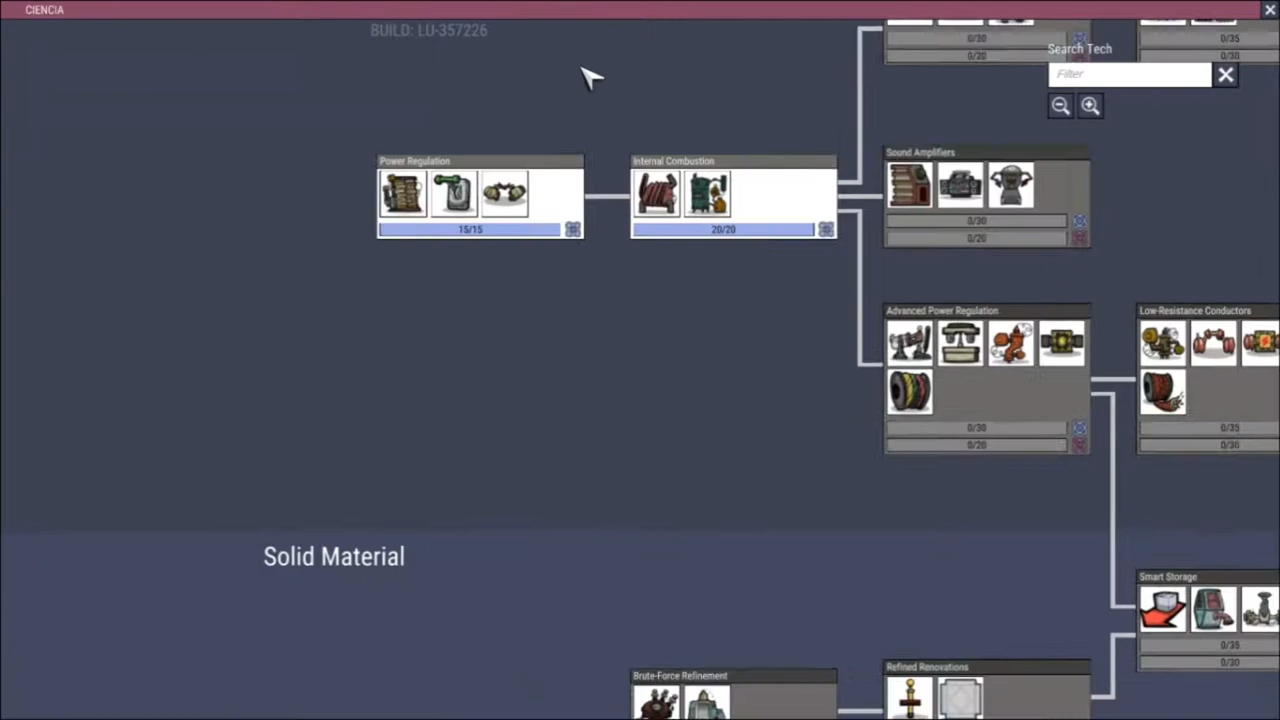 CIENCIA
BUILD: LU-357226
0/20
0/20
0/35
0/30
Search Tech
Filter
Power Regulation
15/15
Internal Combustion
20/20
Sound Amplifiers
0/30
0/20
Advanced Power Regulation
0/30
0/20
Low-Resistance Conductors
0/35
0/30
Solid Material
Smart Storage
0/35
0/30
Brute-Force Refinement
Refined Renovations